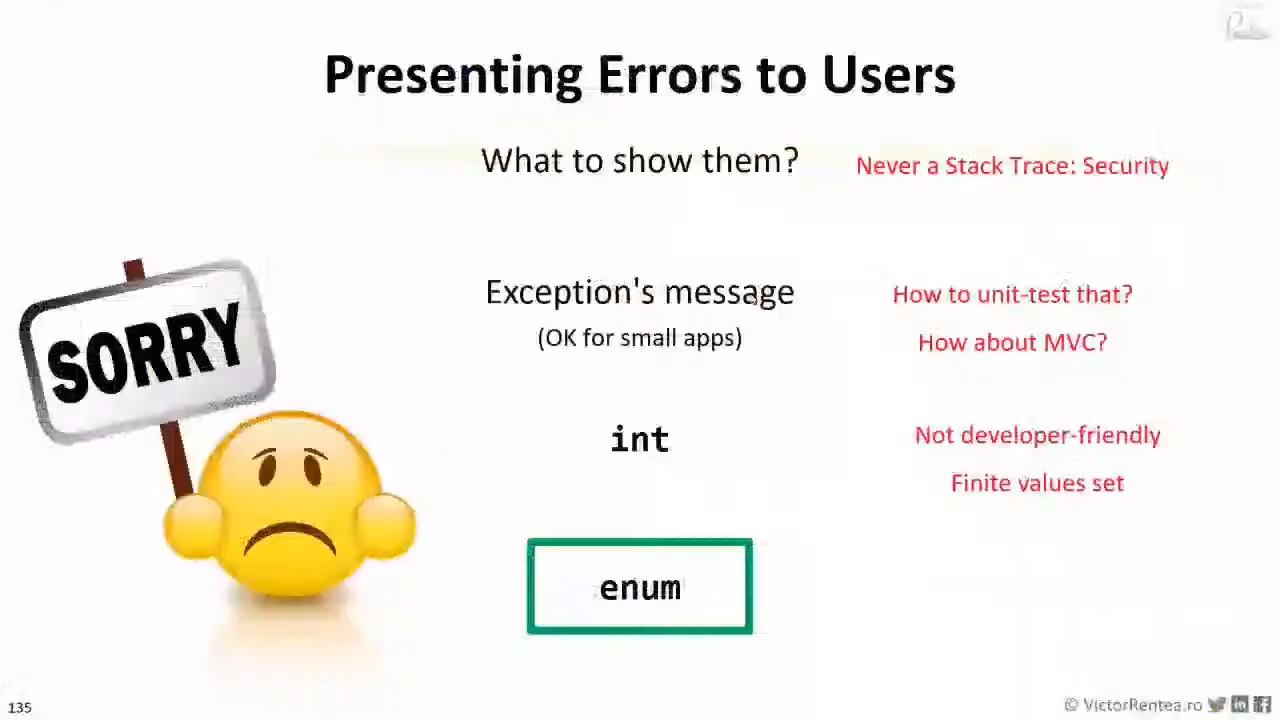 Presenting Errors to Users
What to show them?
Never a Stack Trace: Security
Exception's message
(OK for small apps)
How to unit-test that?
How about MVC?
SORRY
int
Not developer-friendly
Finite values set
enum
135
© VictorRentea.ro